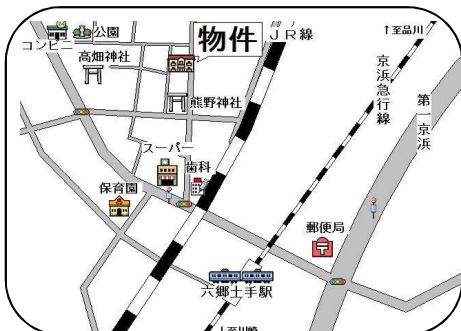 公園
コンビニ
高畑神社
物件
JR線
↑至品川
京浜急行線
第一京浜
熊野神社
スーパー
歯科
保育園
郵便局
六郷土手駅
↓至川崎